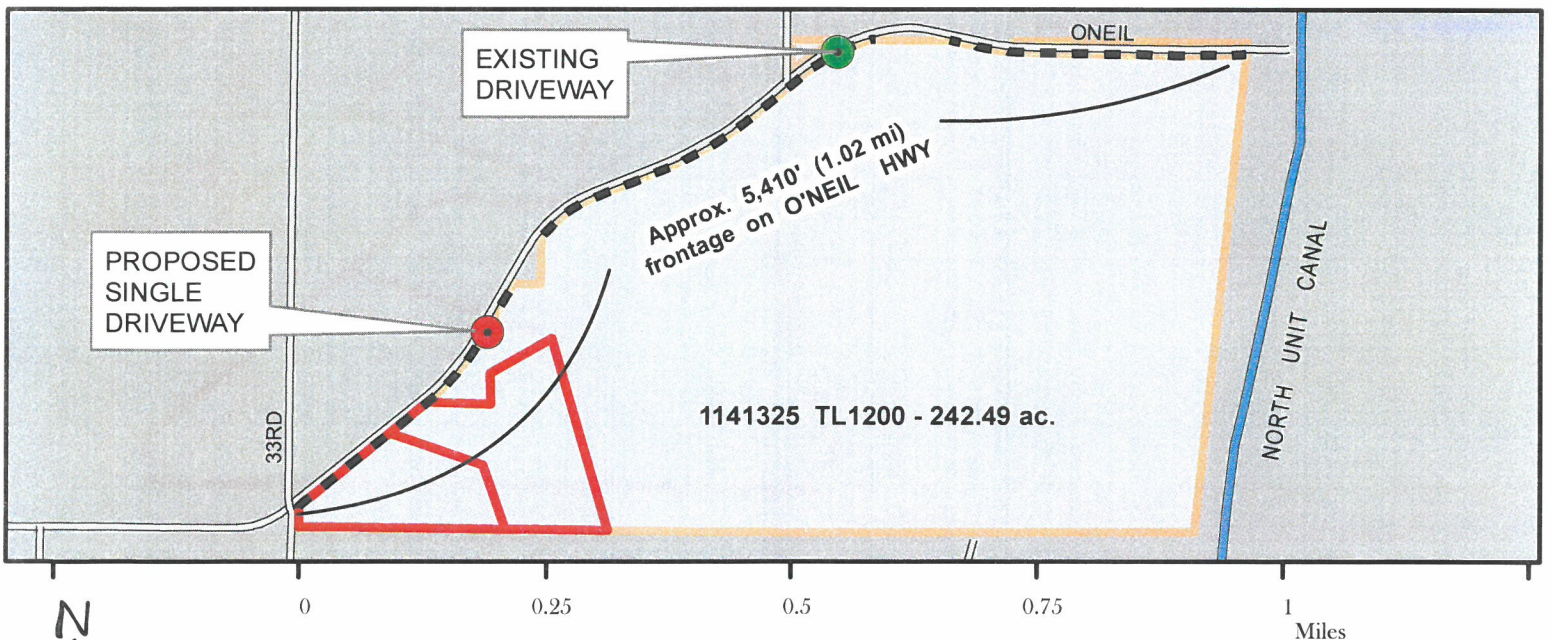 ONEIL
EXISTING
DRIVEWAY
Approx. 5,410' (1.02 mi)
frontage on O'NEIL HWY
PROPOSED
SINGLE
DRIVEWAY
33RD
1141325 TL1200 - 242.49 ac.
NORTH UNIT CANAL
0 0.25 0.5 0.75 1
Miles
N